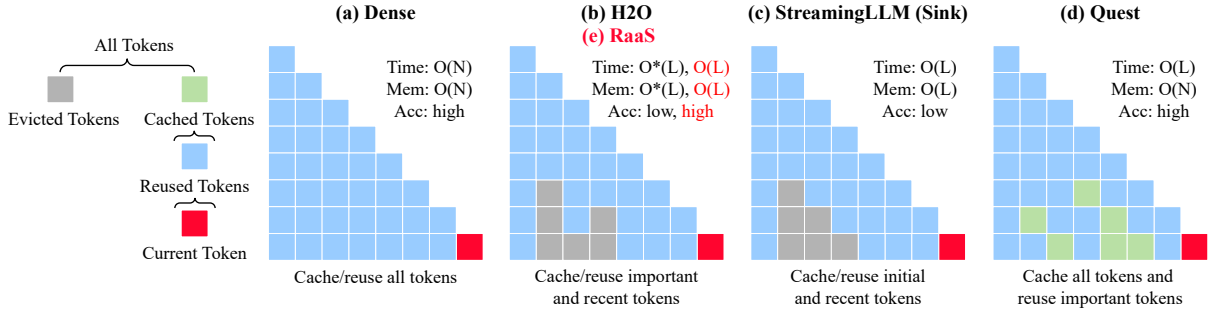 All Tokens
Evicted Tokens
Cached Tokens
Reused Tokens
Current Token
(a) Dense
Time: O(N)
Mem: O(N)
Acc: high
Cache/reuse all tokens
(b) H2O
(e) RaaS
Time: O*(L), O(L)
Mem: O*(L), O(L)
Acc: low, high
Cache/reuse important
and recent tokens
(c) StreamingLLM (Sink)
Time: O(L)
Mem: O(L)
Acc: low
Cache/reuse initial
and recent tokens
(d) Quest
Time: O(L)
Mem: O(N)
Acc: high
Cache all tokens and
reuse important tokens